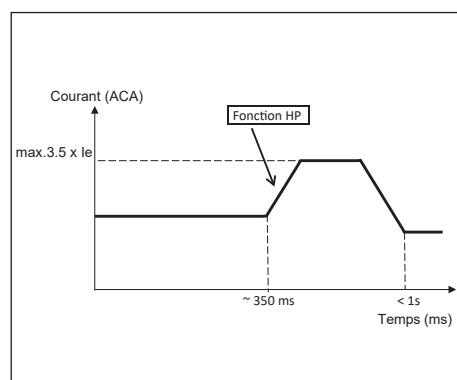 Courant (ACA)
Fonction HP
max.3.5 x Ie
~ 350 ms
< 1s
Temps (ms)